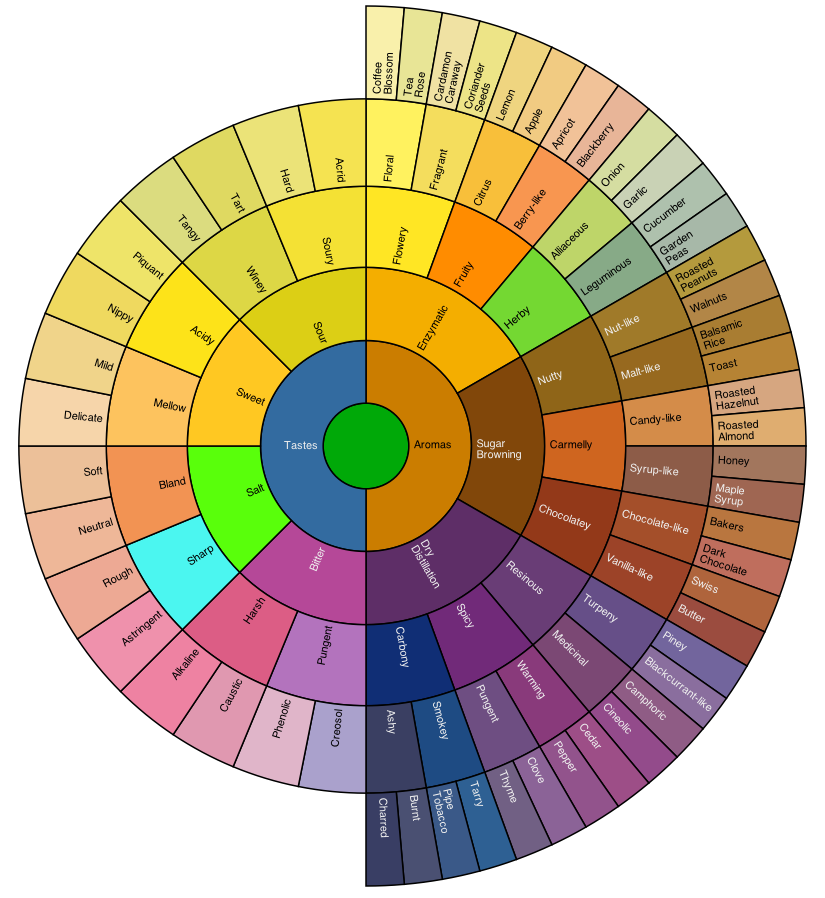 Coffee
Blossom
Tea
Rose
Cardamon
Caraway
Coriander
Seeds
Lemon
Apple
Apricot
Blackberry
Onion
Garlic
Cucumber
Garden
Peas
Roasted
Peanuts
Walnuts
Balsamic
Rice
Toast
Roasted
Hazelnut
Roasted
Almond
Honey
Maple
Syrup
Bakers
Dark
Chocolate
Swiss
Butter
Piney
Blackcurrant-like
Camphoric
Cineolic
Cedar
Pepper
Clove
Thyme
Tarry
Pipe
Tobacco
Burnt
Charred
Floral
Fragrant
Citrus
Berry-like
Alliaceous
Leguminous
Nut-like
Malt-like
Candy-like
Syrup-like
Chocolate-like
Vanilla-like
Turpeny
Medicinal
Warming
Pungent
Smokey
Ashy
Flowery
Fruity
Herby
Nutty
Carmelly
Chocolatey
Resinous
Spicy
Carbony
Enzymatic
Sugar
Browning
Dry
Distillation
Aromas
Tastes
Sour
Sweet
Salt
Bitter
Soury
Winey
Acidy
Mellow
Bland
Sharp
Harsh
Pungent
Acrid
Hard
Tart
Tangy
Piquant
Nippy
Mild
Delicate
Soft
Neutral
Rough
Astringent
Alkaline
Caustic
Phenolic
Creosol